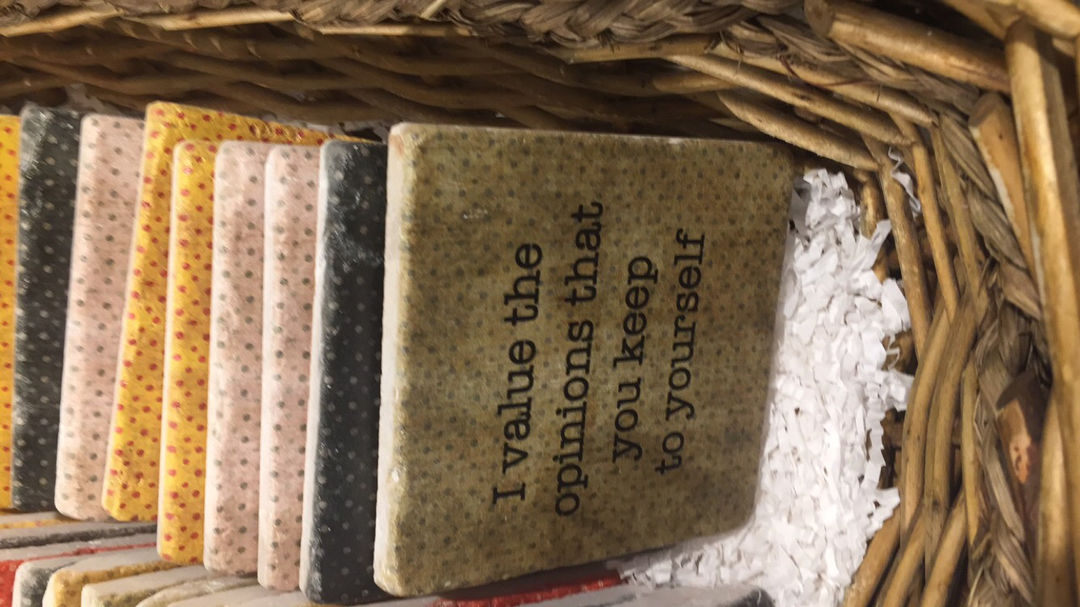 I value the
opinions that
you keep
to yourself